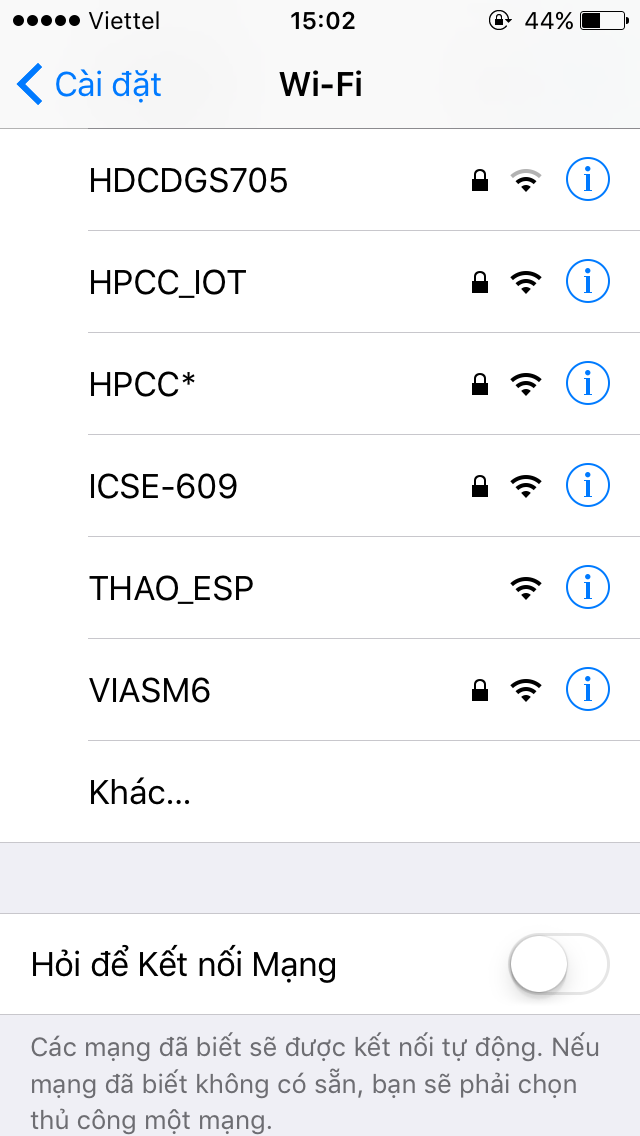 Viettel 15:02 44%
Cài đặt Wi-Fi
HDCDGS705
HPCC_IOT
HPCC*
ICSE-609
THAO_ESP
VIASM6
Khác...
Hỏi để Kết nối Mạng
Các mạng đã biết sẽ được kết nối tự động. Nếu
mạng đã biết không có sẵn, bạn sẽ phải chọn
thủ công một mạng.